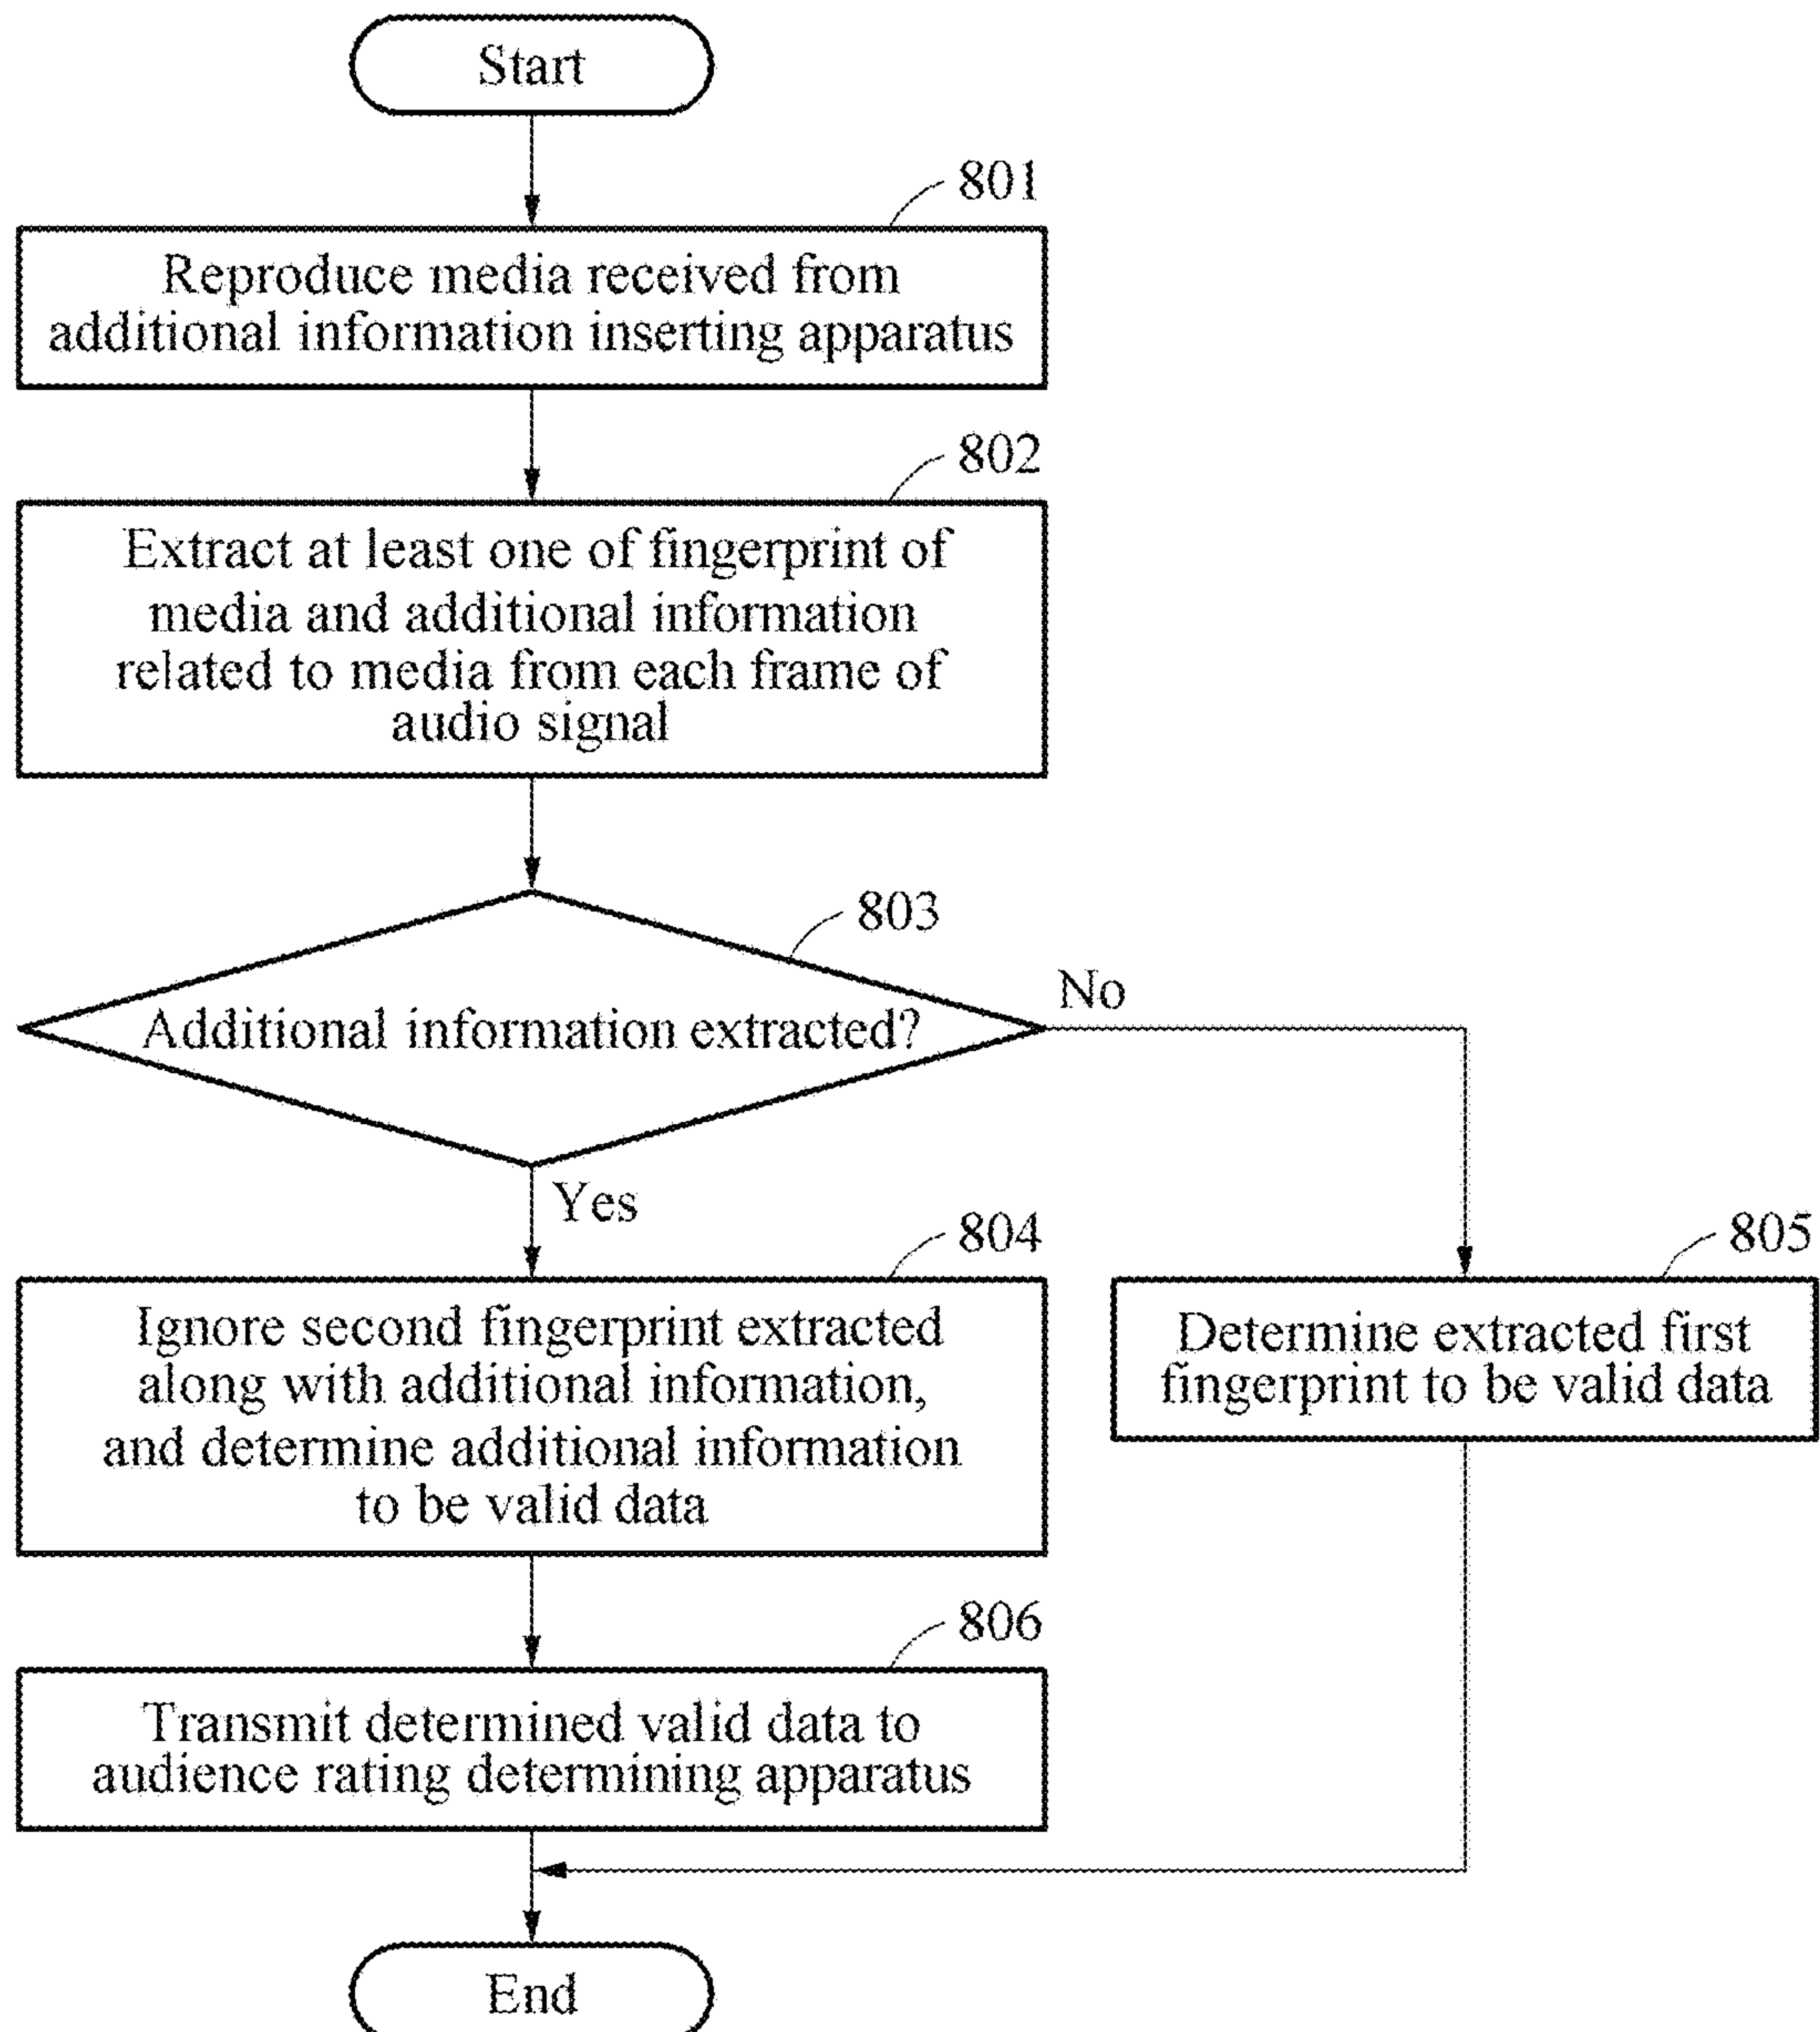 Start
801
Reproduce media received from
additional information inserting apparatus
802
Extract at least one of fingerprint of
media and additional information
related to media from each frame of
audio signal
803
Additional information extracted?
No
Yes
804
Ignore second fingerprint extracted
along with additional information,
and determine additional information
to be valid data
805
Determine extracted first
fingerprint to be valid data
806
Transmit determined valid data to
audience rating determining apparatus
End